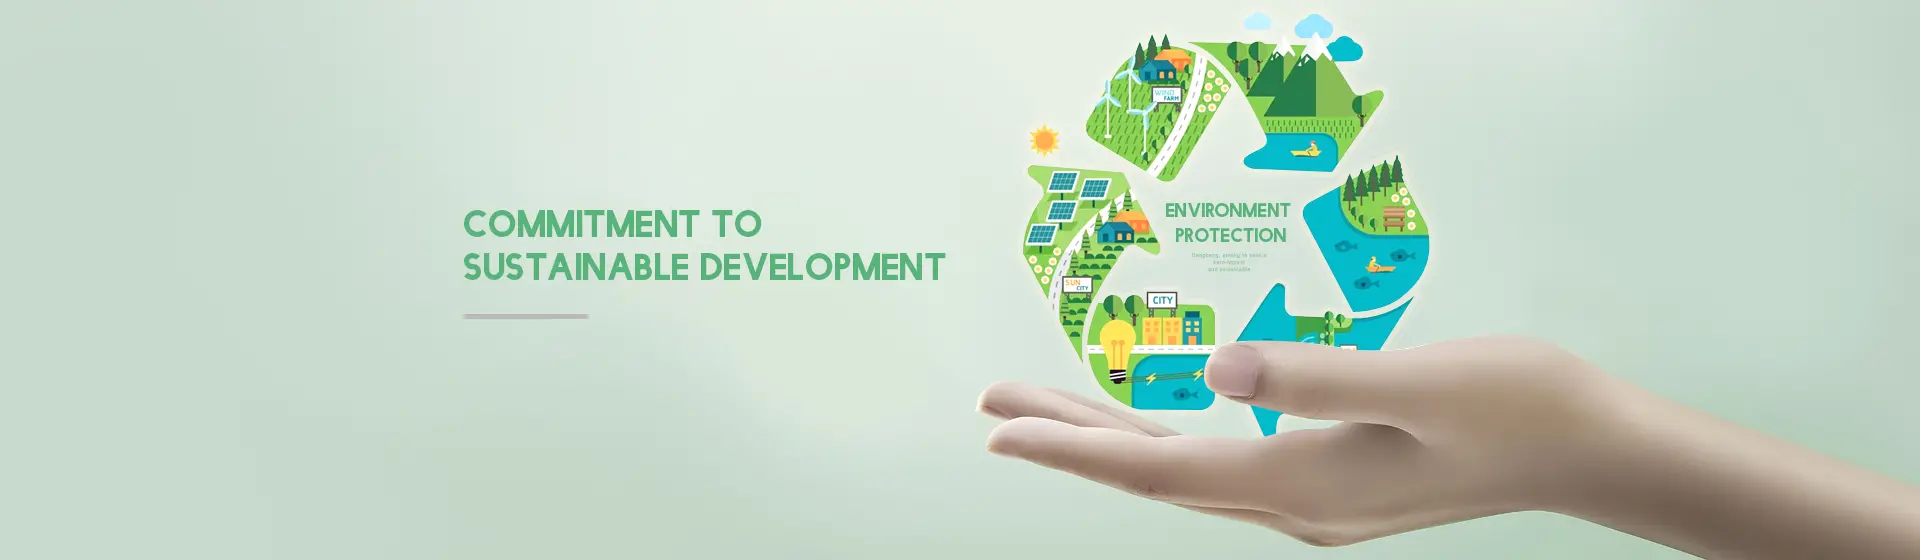 COMMITMENT TO
SUSTAINABLE DEVELOPMENT
WIND
FARM
ENVIRONMENT
PROTECTION
SUN
CITY
CITY